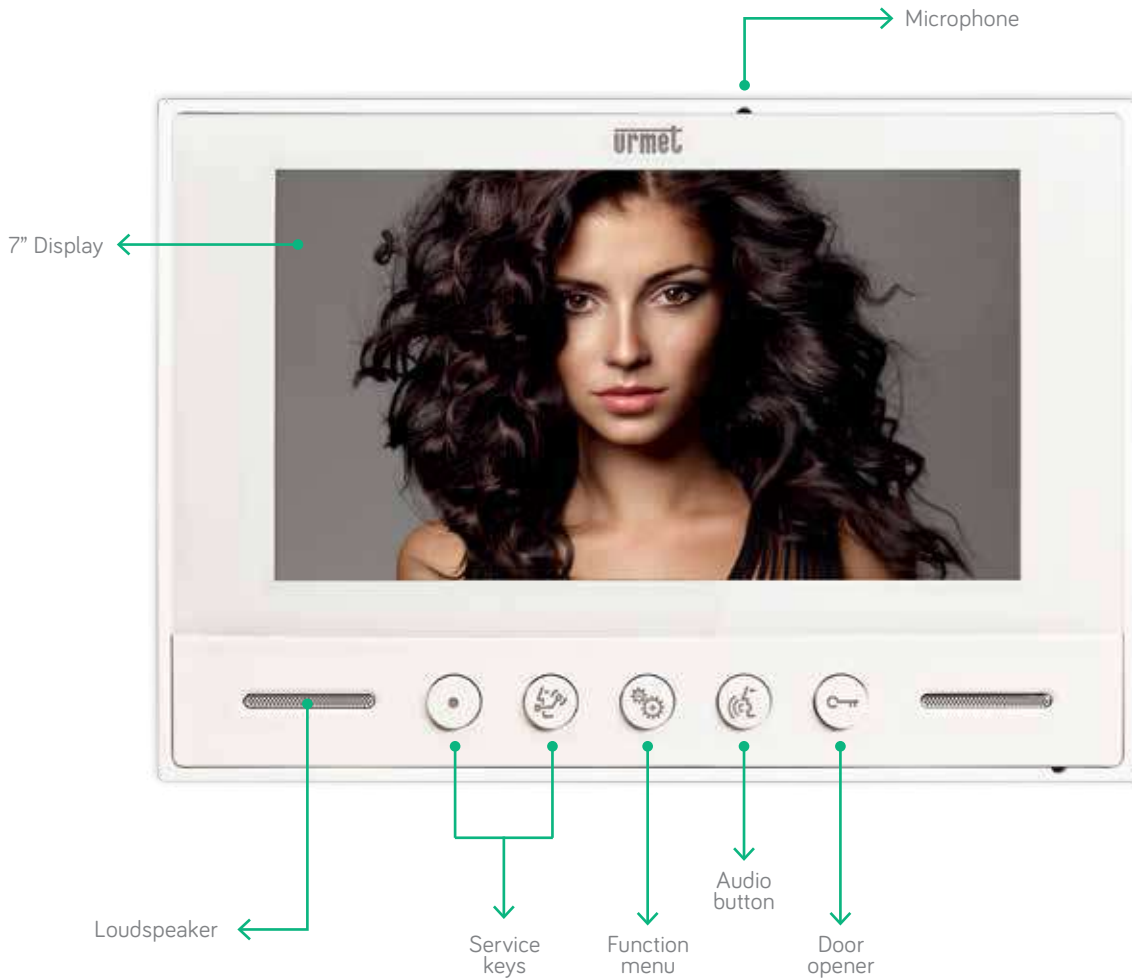 Microphone
urmet
7” Display
Loudspeaker
Service
keys
Function
menu
Audio
button
Door
opener